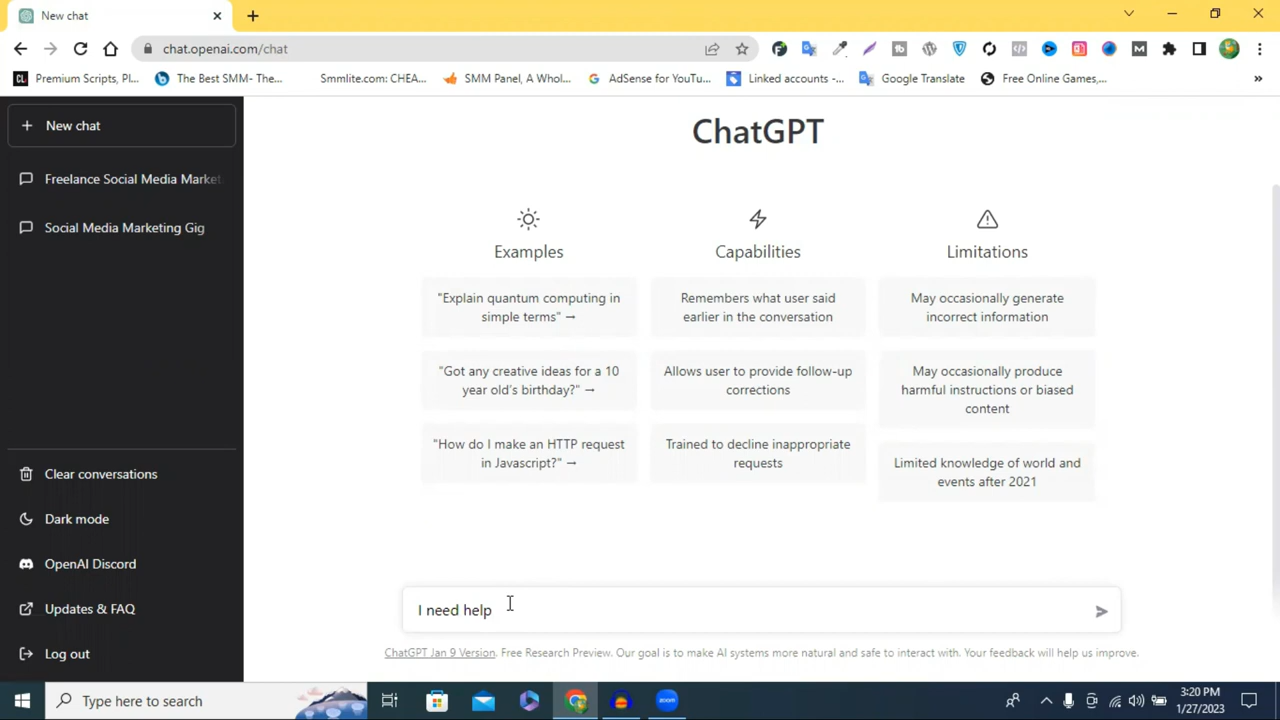 New chat
chat.openai.com/chat
Premium Scripts, Pl...
The Best SMM- The...
Smmlite.com: CHEA...
SMM Panel, A Whol...
AdSense for YouTu...
Linked accounts -...
Google Translate
Free Online Games,...
»
New chat
Freelance Social Media Market
Social Media Marketing Gig
Clear conversations
Dark mode
OpenAI Discord
Updates & FAQ
Log out
ChatGPT
Examples
"Explain quantum computing in
simple terms" →
"Got any creative ideas for a 10
year old's birthday?" →
"How do I make an HTTP request
in Javascript?" →
Capabilities
Remembers what user said
earlier in the conversation
Allows user to provide follow-up
corrections
Trained to decline inappropriate
requests
Limitations
May occasionally generate
incorrect information
May occasionally produce
harmful instructions or biased
content
Limited knowledge of world and
events after 2021
I need help
ChatGPT Jan 9 Version. Free Research Preview. Our goal is to make AI systems more natural and safe to interact with. Your feedback will help us improve.
Type here to search
zoom
3:20 PM
1/27/2023